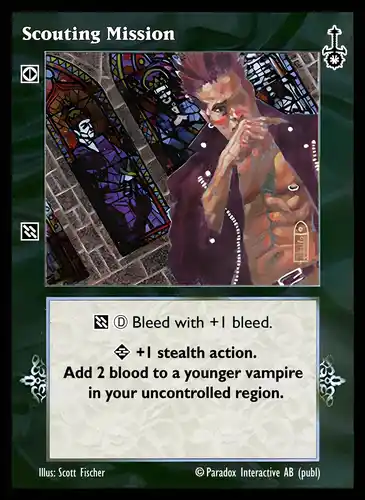 Scouting Mission
D Bleed with +1 bleed.
+1 stealth action.
Add 2 blood to a younger vampire
in your uncontrolled region.
Illus: Scott Fischer © Paradox Interactive AB (publ)